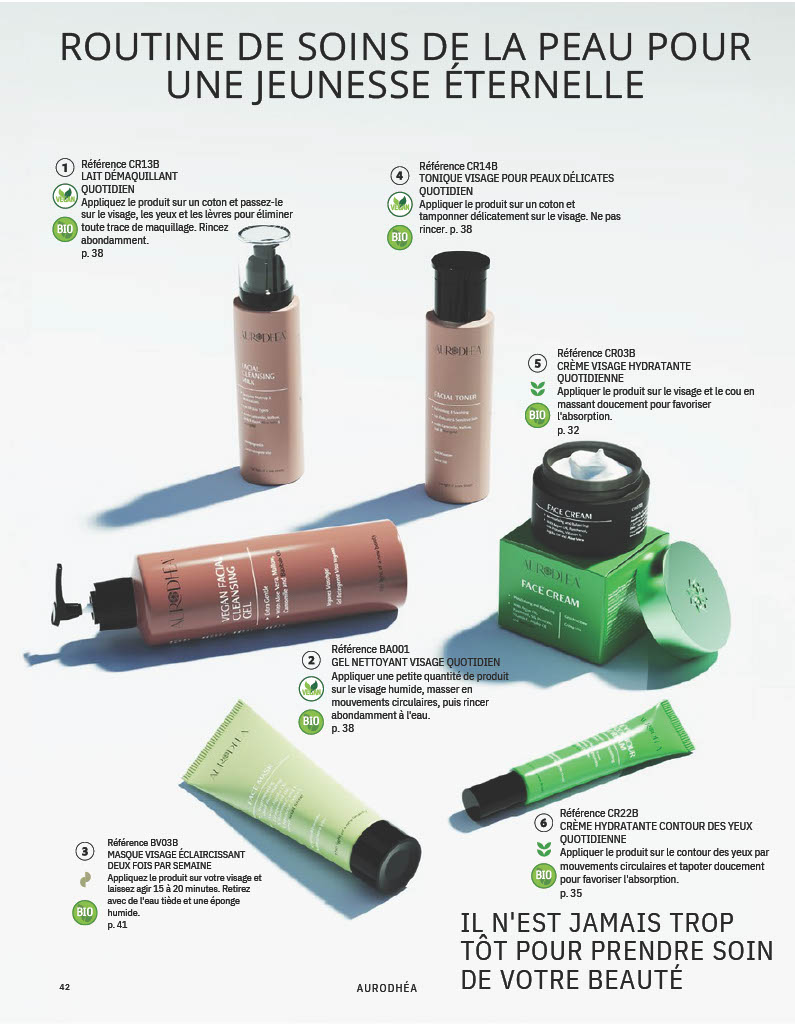 ROUTINE DE SOINS DE LA PEAU POUR
UNE JEUNESSE ÉTERNELLE
1
Référence CR13B
LAIT DÉMAQUILLANT
QUOTIDIEN
VEGAN
BIO
Appliquez le produit sur un coton et passez-le
sur le visage, les yeux et les lèvres pour éliminer
toute trace de maquillage. Rincez
abondamment.
p. 38
4
Référence CR14B
TONIQUE VISAGE POUR PEAUX DÉLICATES
QUOTIDIEN
VEGAN
BIO
Appliquer le produit sur un coton et
tamponner délicatement sur le visage. Ne pas
rincer. p. 38
AURODHÉA
FACIAL
CLEANSING
MILK
AURODHÉA
FACIAL TONER
5
Référence CR03B
CRÈME VISAGE HYDRATANTE
QUOTIDIENNE
BIO
Appliquer le produit sur le visage et le cou en
massant doucement pour favoriser
l'absorption.
p. 32
FACE CREAM
AURODHÉA
FACE CREAM
AURODHÉA
VEGAN FACIAL
CLEANSING
GEL
2
Référence BA001
GEL NETTOYANT VISAGE QUOTIDIEN
VEGAN
BIO
Appliquer une petite quantité de produit
sur le visage humide, masser en
mouvements circulaires, puis rincer
abondamment à l'eau.
p. 38
FACE MASK
3
Référence BV03B
MASQUE VISAGE ÉCLAIRCISSANT
DEUX FOIS PAR SEMAINE
BIO
Appliquez le produit sur votre visage et
laissez agir 15 à 20 minutes. Retirez
avec de l'eau tiède et une éponge
humide.
p. 41
6
Référence CR22B
CRÈME HYDRATANTE CONTOUR DES YEUX
QUOTIDIENNE
BIO
Appliquer le produit sur le contour des yeux par
mouvements circulaires et tapoter doucement
pour favoriser l'absorption.
p. 35
IL N'EST JAMAIS TROP
TÔT POUR PRENDRE SOIN
DE VOTRE BEAUTÉ
42
AURODHÉA